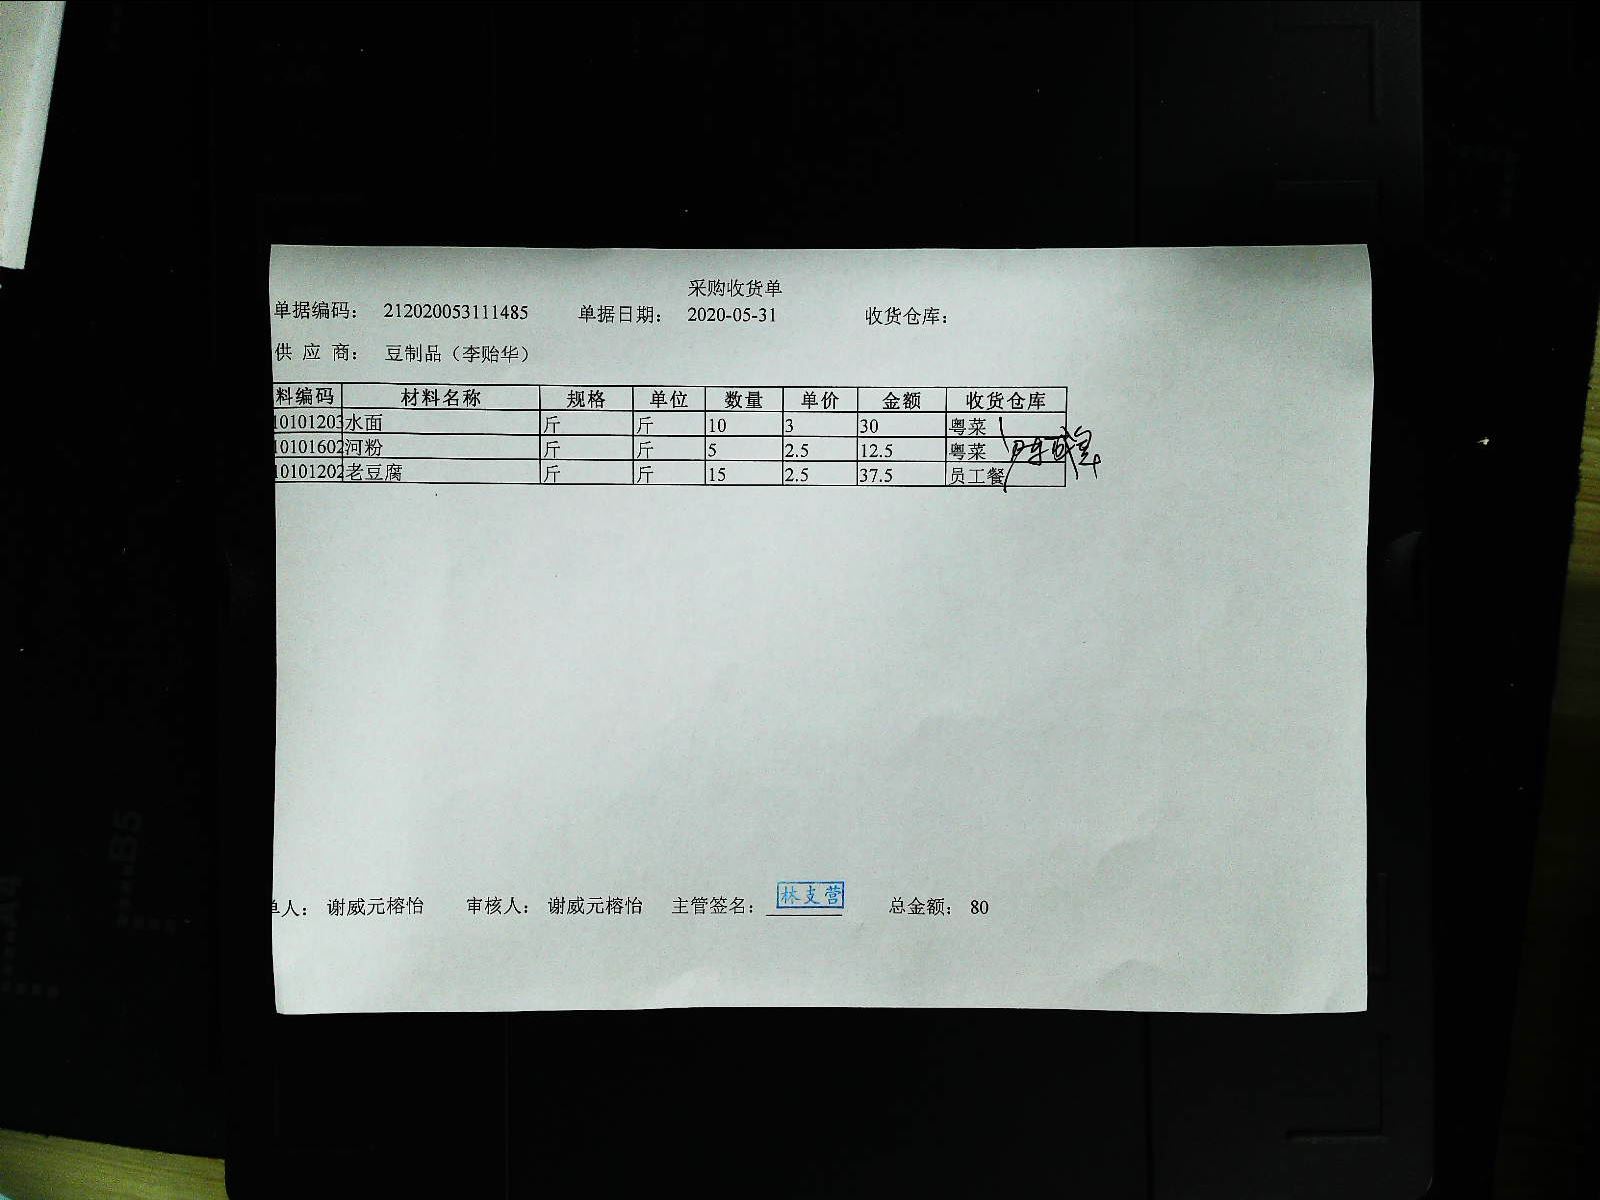 采购收货单
单据编码： 212020053111485 单据日期： 2020-05-31 收货仓库：
供 应 商： 豆制品（李贻华）
料编码 材料名称 规格 单位 数量 单价 金额 收货仓库
10101203 水面 斤 斤 10 3 30 粤菜
10101602 河粉 斤 斤 5 2.5 12.5 粤菜
10101202 老豆腐 斤 斤 15 2.5 37.5 员工餐
单人： 谢威元榕怡 审核人： 谢威元榕怡 主管签名： 林支营 总金额： 80
B5
A4